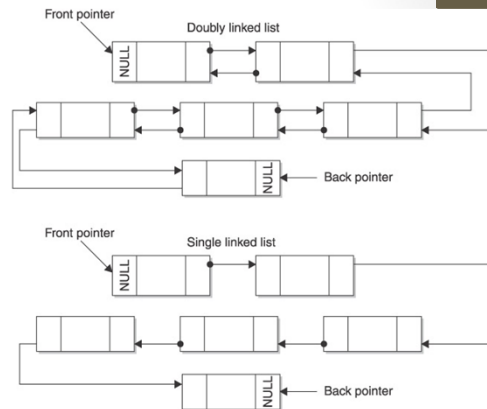 Front pointer
Doubly linked list
NULL
NULL
Back pointer
Front pointer
Single linked list
NULL
NULL
Back pointer